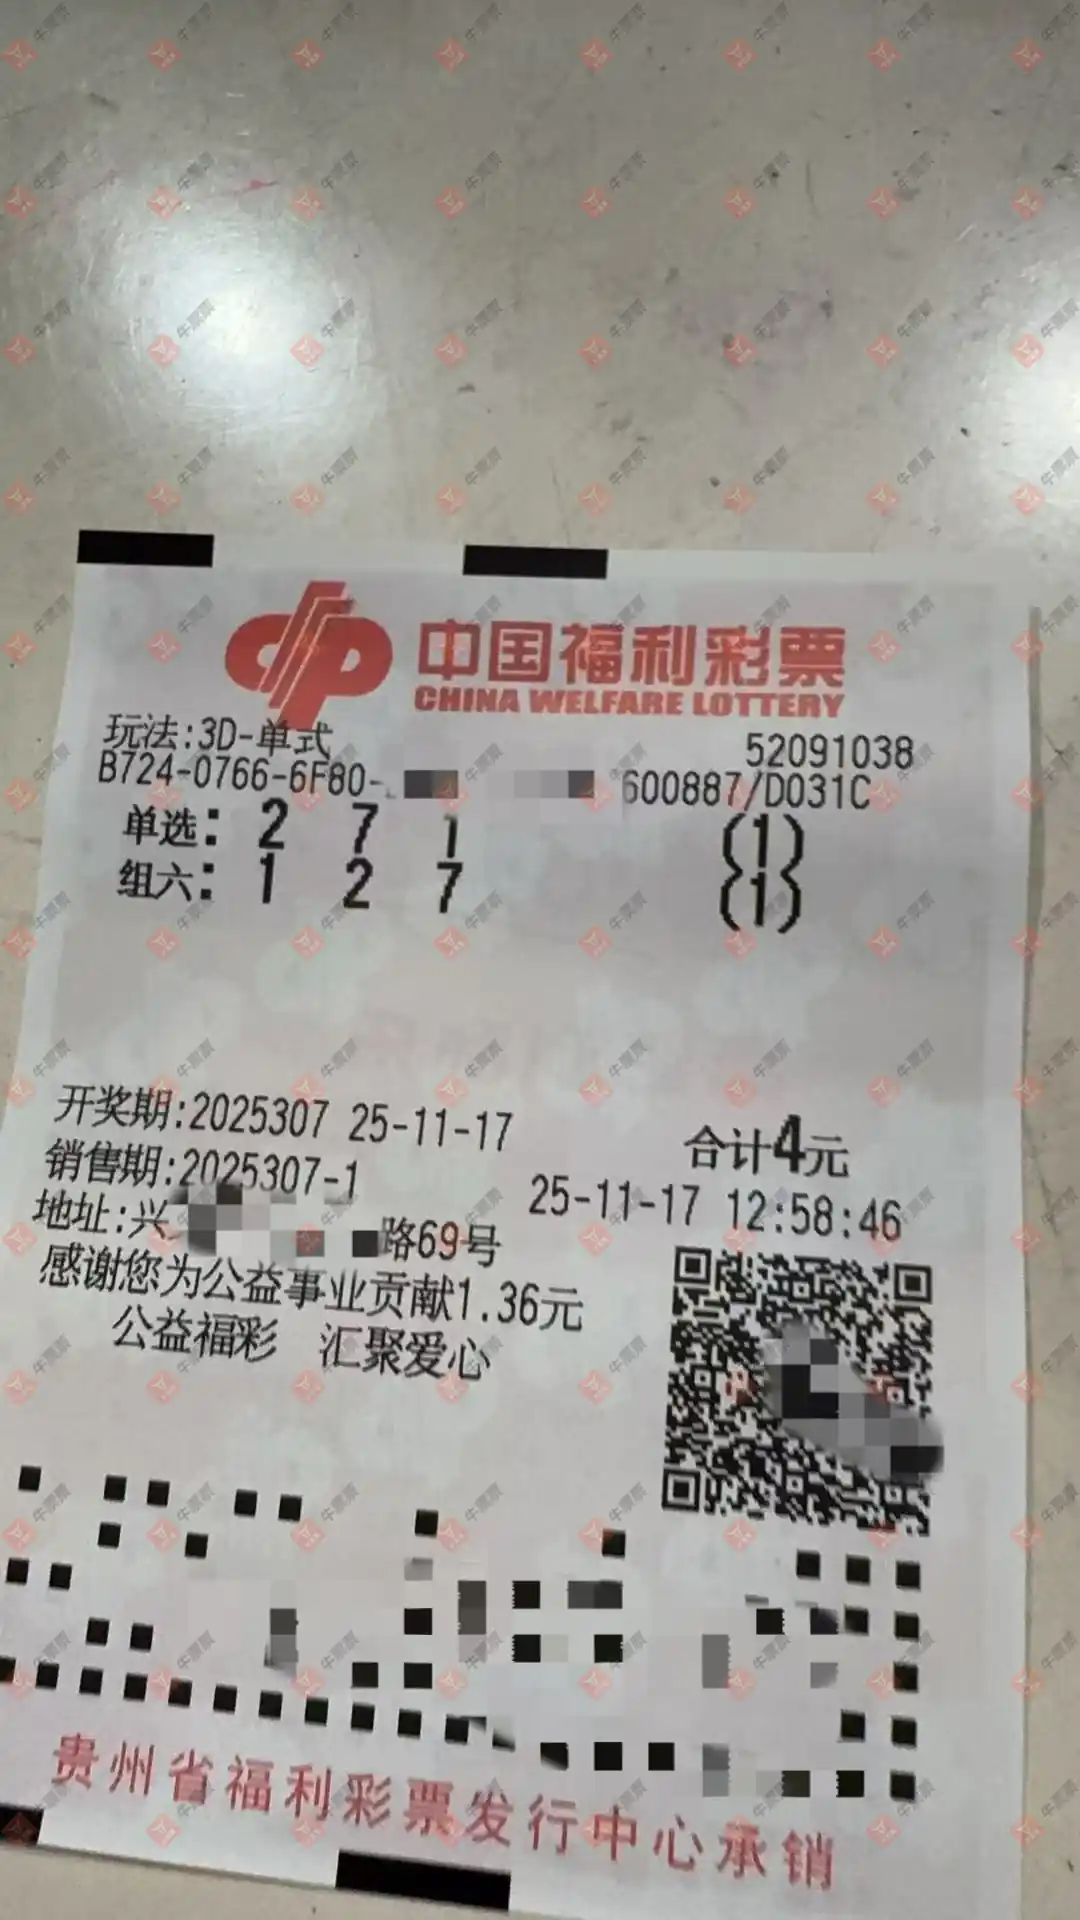 中国福利彩票
CHINA WELFARE LOTTERY
玩法:3D-单式
52091038
B724-0766-6F80- 600887/D031C
单选: 2 7 1 (1)
组六: 1 2 7 (1)
开奖期:2025307 25-11-17
合计4元
销售期:2025307-1
25-11-17 12:58:46
地址:兴 路69号
感谢您为公益事业贡献1.36元
公益福彩 汇聚爱心
贵州省福利彩票发行中心承销
牛票票